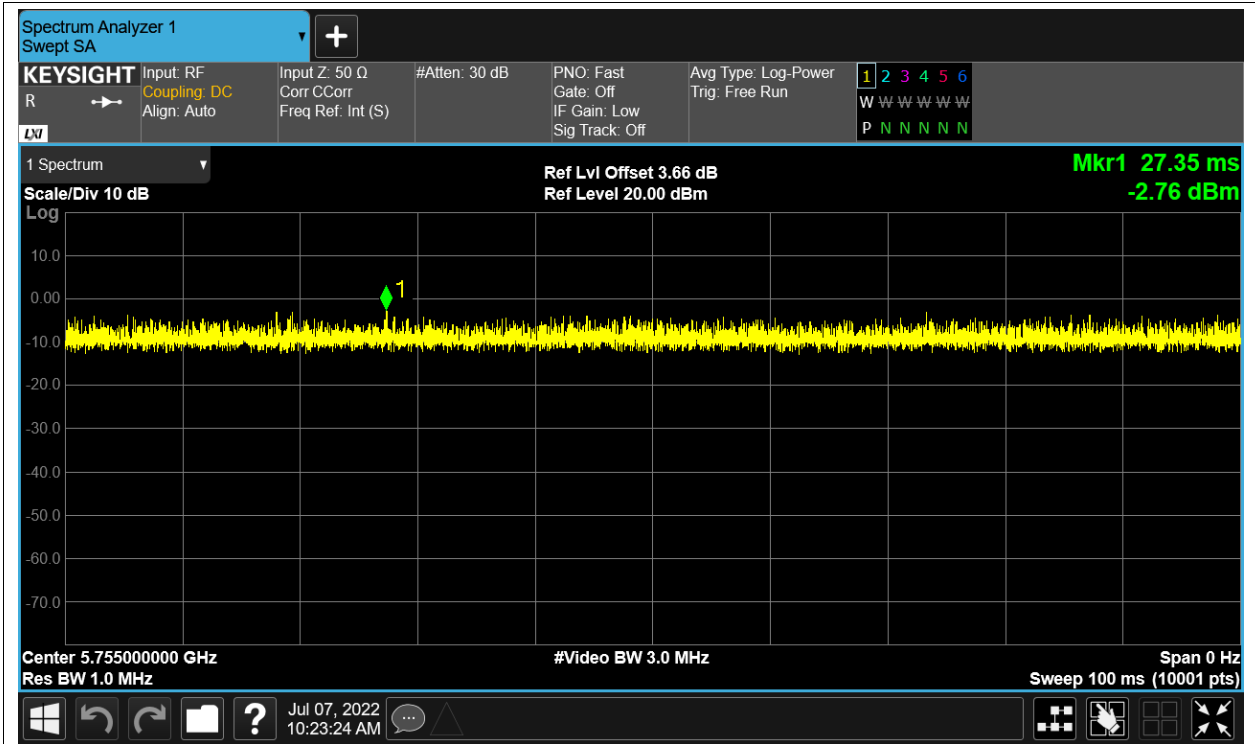 Spectrum Analyzer 1
Swept SA
KEYSIGHT
R
LXI
Input: RF
Coupling: DC
Align: Auto
Input Z: 50 Ω
Corr CCorr
Freq Ref: Int (S)
#Atten: 30 dB
PNO: Fast
Gate: Off
IF Gain: Low
Sig Track: Off
Avg Type: Log-Power
Trig: Free Run
1 2 3 4 5 6
W W W W W W
P N N N N N
1 Spectrum
Scale/Div 10 dB
Log
Ref Lvl Offset 3.66 dB
Ref Level 20.00 dBm
Mkr1 27.35 ms
-2.76 dBm
10.0
0.00
1
-10.0
-20.0
-30.0
-40.0
-50.0
-60.0
-70.0
Center 5.755000000 GHz
Res BW 1.0 MHz
#Video BW 3.0 MHz
Span 0 Hz
Sweep 100 ms (10001 pts)
?
Jul 07, 2022
10:23:24 AM